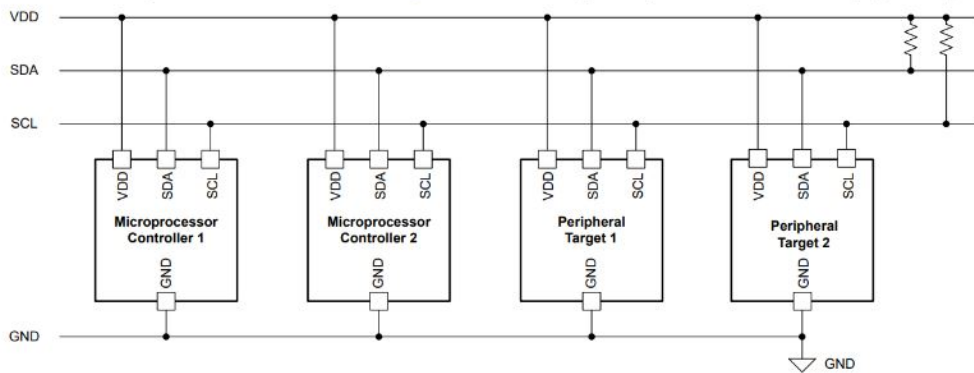 VDD
SDA
SCL
VDD SDA SCL
VDD SDA SCL
VDD SDA SCL
VDD SDA SCL
Microprocessor
Controller 1
Microprocessor
Controller 2
Peripheral
Target 1
Peripheral
Target 2
GND
GND
GND
GND
GND
GND